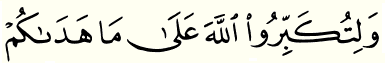 وَلِتُكَبِّرُوا۟ ٱللَّهَ عَلَىٰ مَا هَدَىٰكُمْ